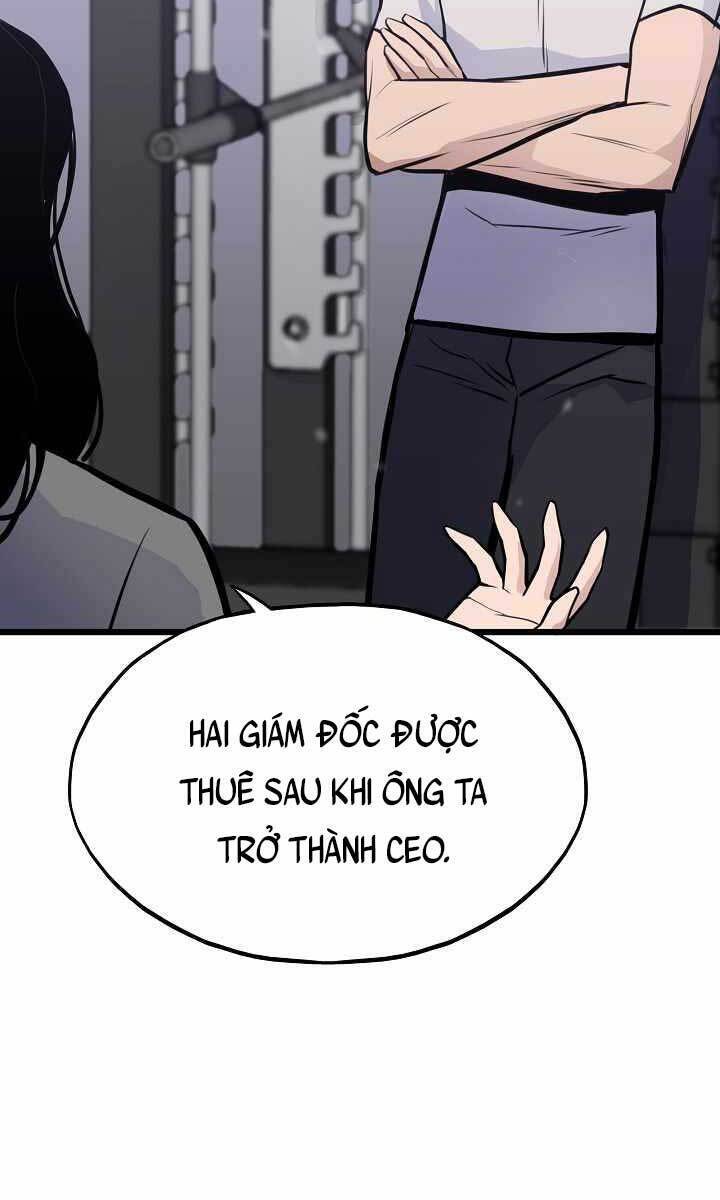 HAI GIÁM ĐỐC ĐƯỢC
THUÊ SAU KHI ÔNG TA
TRỞ THÀNH CEO.